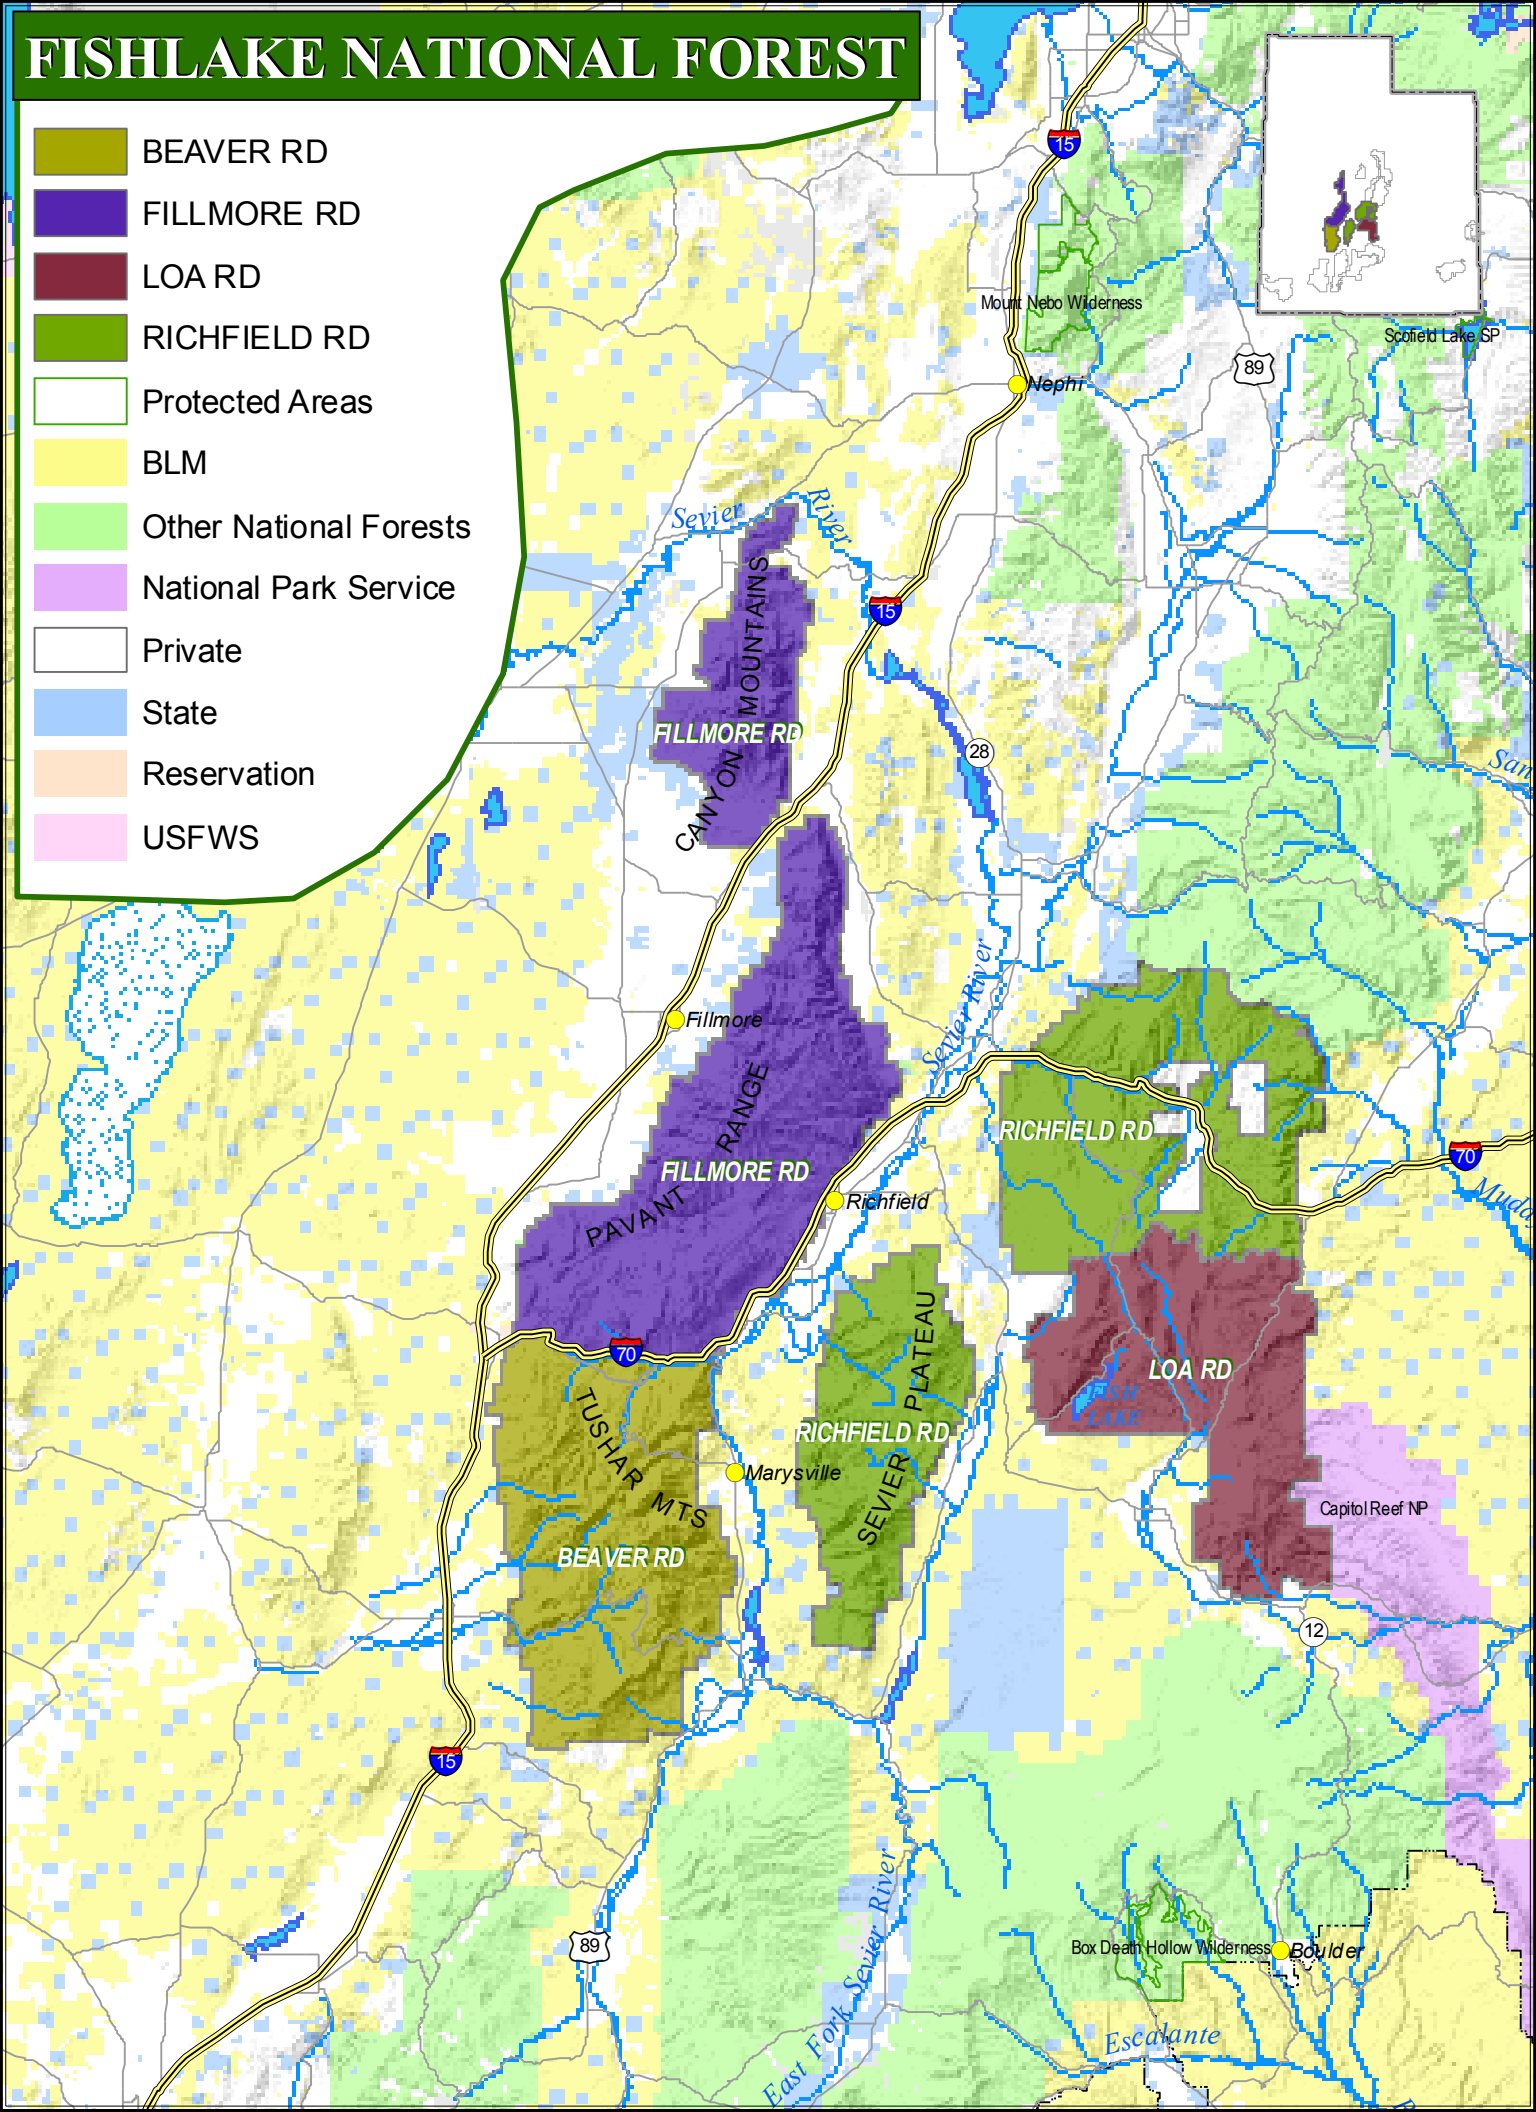 FISHLAKE NATIONAL FOREST
BEAVER RD
FILLMORE RD
LOA RD
RICHFIELD RD
Protected Areas
BLM
Other National Forests
National Park Service
Private
State
Reservation
USFWS
15
Mount Nebo Wilderness
Scofield Lake SP
89
Nephi
Sevier River
15
CANYON MOUNTAINS
FILLMORE RD
28
San
Sevier River
Fillmore
PAVANT RANGE
FILLMORE RD
RICHFIELD RD
70
Mudd
Richfield
70
SEVIER PLATEAU
RICHFIELD RD
LOA RD
FISH
LAKE
TUSHAR MTS
Marysville
BEAVER RD
Capitol Reef NP
12
15
89
East Fork Sevier River
Box Death Hollow Wilderness
Boulder
Escalante